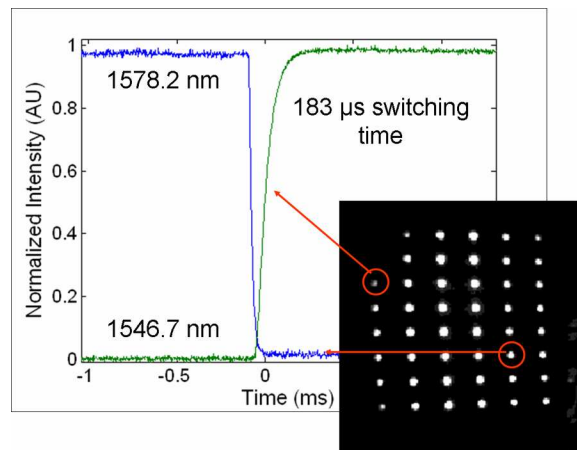 1
0.8
0.6
0.4
0.2
0
Normalized Intensity (AU)
1578.2 nm
183 µs switching
time
1546.7 nm
-1
-0.5
0
Time (ms)